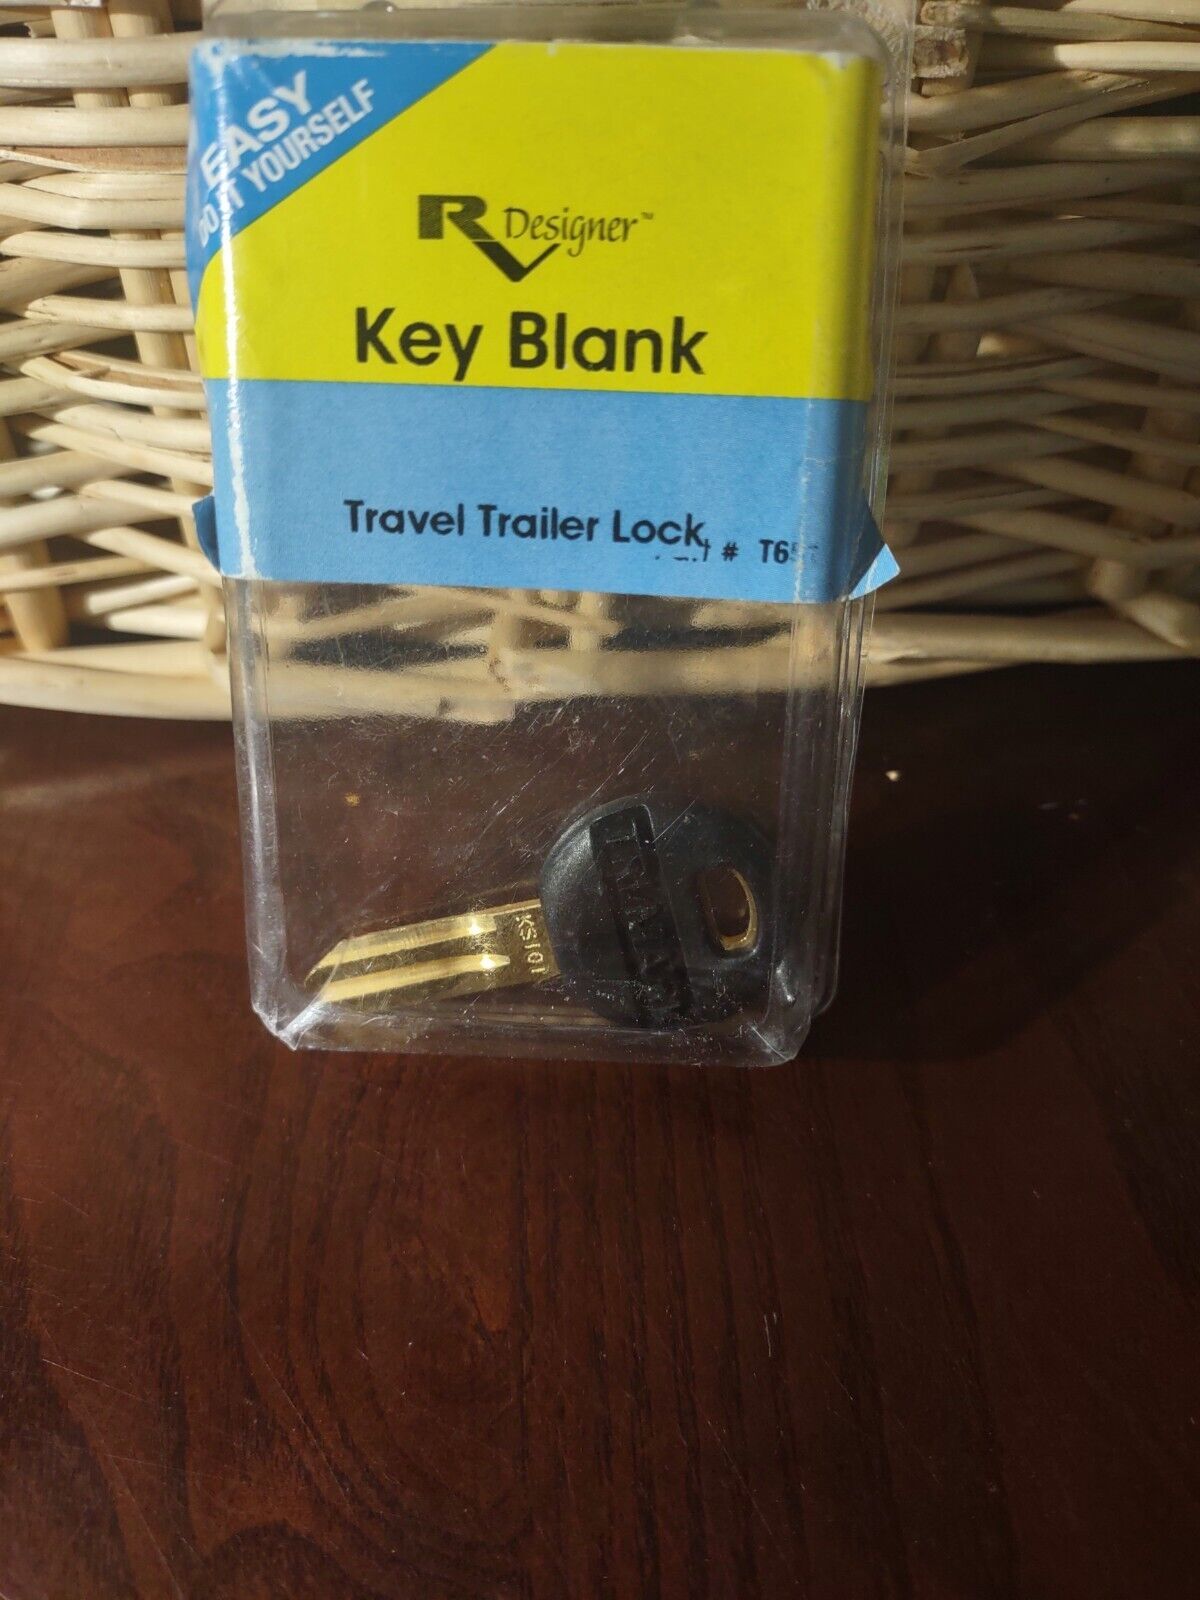 EASY
DO IT YOURSELF
RV Designer™
Key Blank
Travel Trailer Lock
# 
KS101